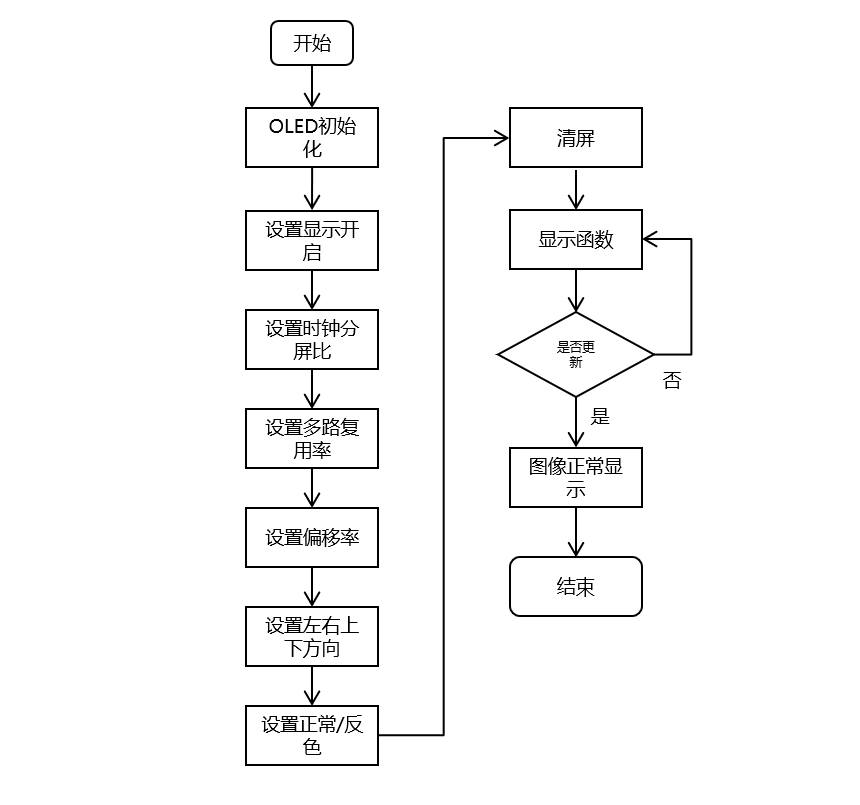 开始
OLED初始
化
设置显示开
启
设置时钟分
屏比
设置多路复
用率
设置偏移率
设置左右上
下方向
设置正常/反
色
清屏
显示函数
是否更
新
否
是
图像正常显
示
结束